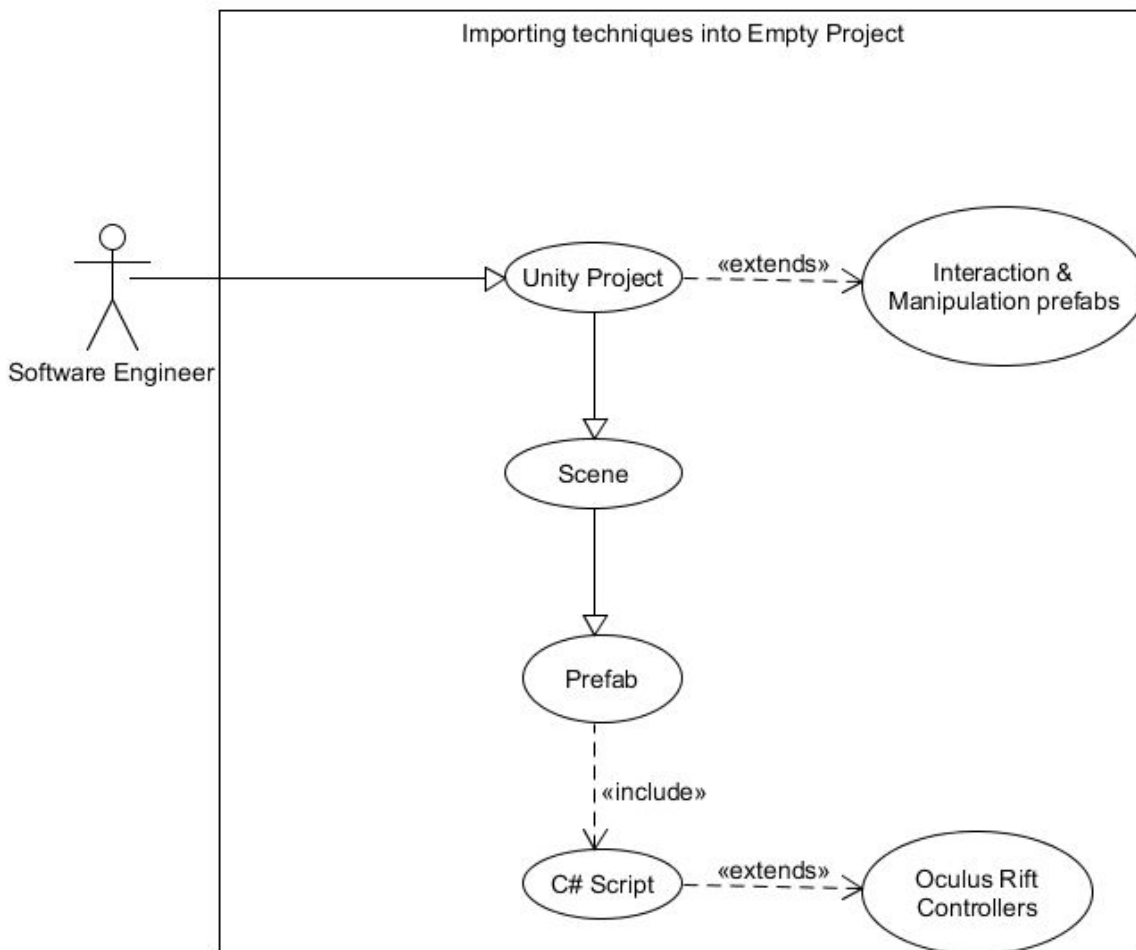 Importing techniques into Empty Project
Software Engineer
Unity Project
«extends»
Interaction &
Manipulation prefabs
Scene
Prefab
«include»
C# Script
«extends»
Oculus Rift
Controllers